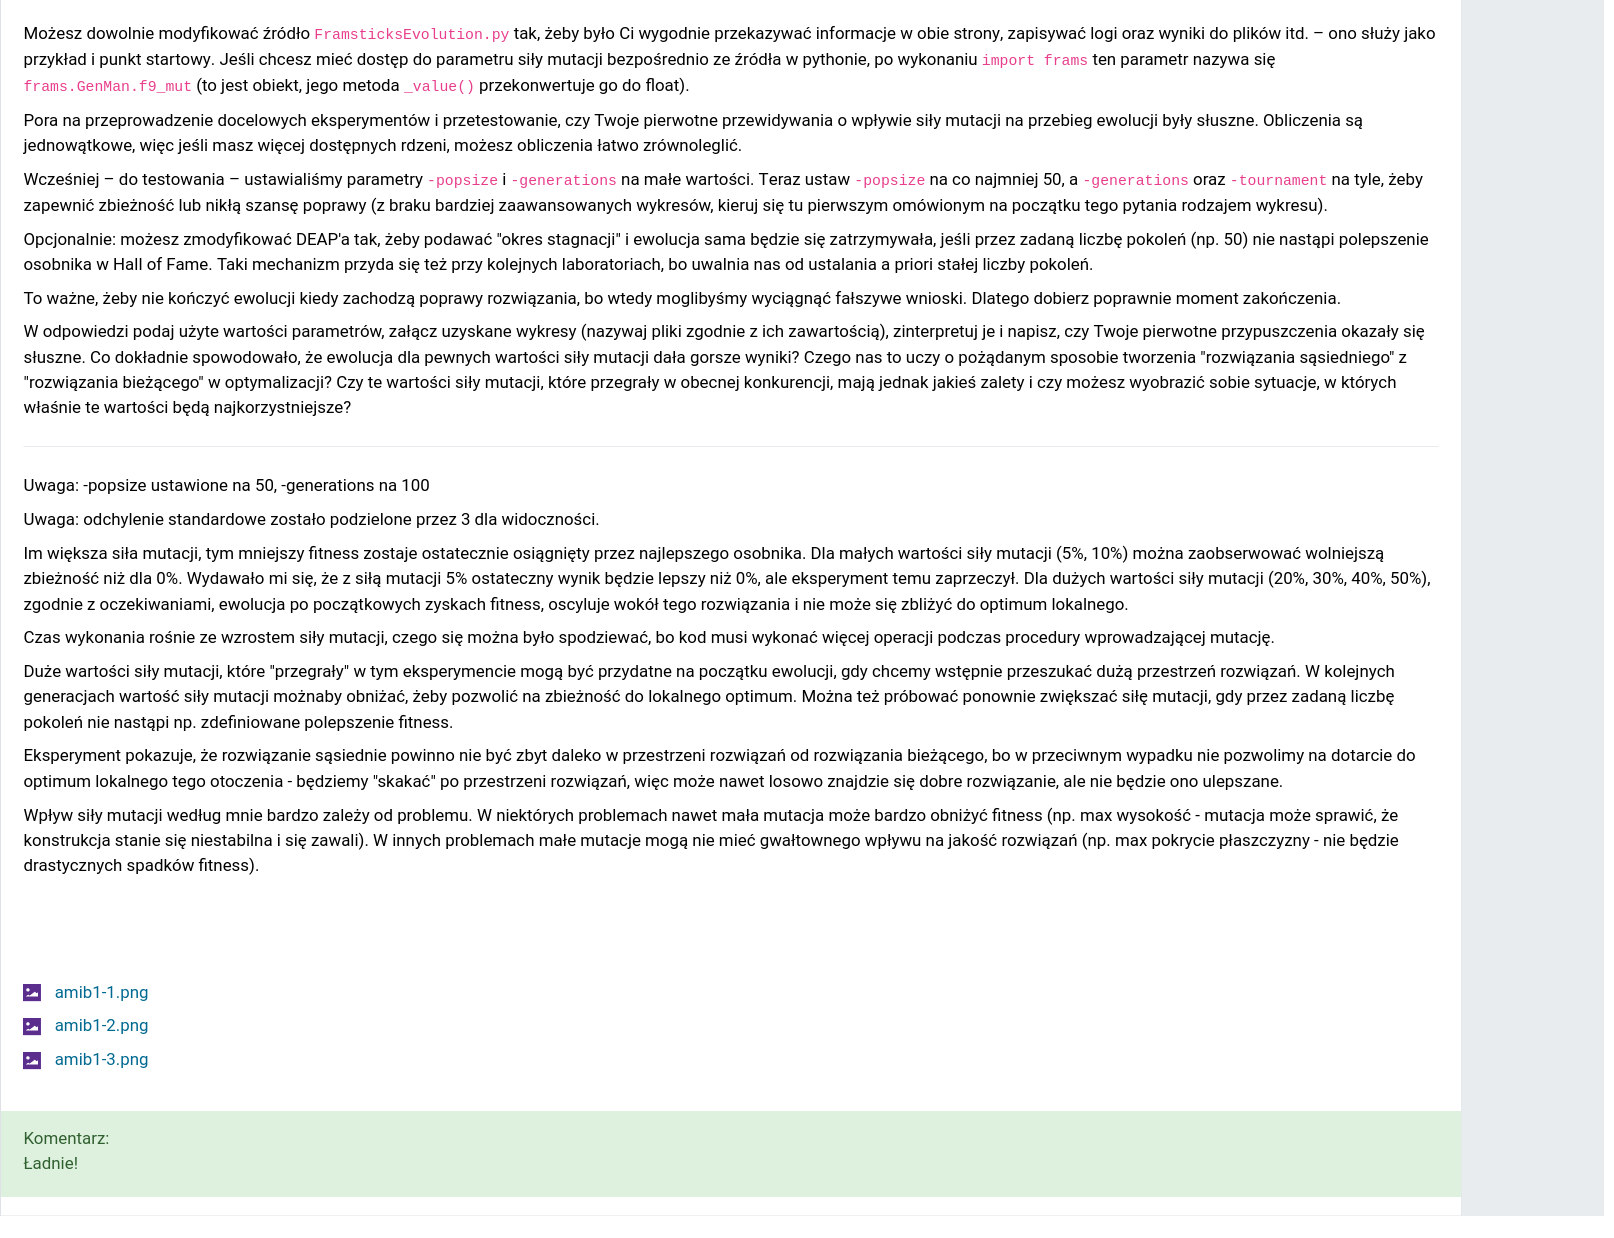 Możesz dowolnie modyfikować źródło FramsticksEvolution.py tak, żeby było Ci wygodnie przekazywać informacje w obie strony, zapisywać logi oraz wyniki do plików itd. – ono służy jako
przykład i punkt startowy. Jeśli chcesz mieć dostęp do parametru siły mutacji bezpośrednio ze źródła w pythonie, po wykonaniu import frams ten parametr nazywa się
frams.GenMan.f9_mut (to jest obiekt, jego metoda _value() przekonwertuje go do float).
Pora na przeprowadzenie docelowych eksperymentów i przetestowanie, czy Twoje pierwotne przewidywania o wpływie siły mutacji na przebieg ewolucji były słuszne. Obliczenia są
jednowątkowe, więc jeśli masz więcej dostępnych rdzeni, możesz obliczenia łatwo zrównoleglić.
Wcześniej – do testowania – ustawialiśmy parametry -popsize i -generations na małe wartości. Teraz ustaw -popsize na co najmniej 50, a -generations oraz -tournament na tyle, żeby
zapewnić zbieżność lub nikłą szansę poprawy (z braku bardziej zaawansowanych wykresów, kieruj się tu pierwszym omówionym na początku tego pytania rodzajem wykresu).
Opcjonalnie: możesz zmodyfikować DEAP'a tak, żeby podawać "okres stagnacji" i ewolucja sama będzie się zatrzymywała, jeśli przez zadaną liczbę pokoleń (np. 50) nie nastąpi polepszenie
osobnika w Hall of Fame. Taki mechanizm przyda się też przy kolejnych laboratoriach, bo uwalnia nas od ustalania a priori stałej liczby pokoleń.
To ważne, żeby nie kończyć ewolucji kiedy zachodzą poprawy rozwiązania, bo wtedy moglibyśmy wyciągnąć fałszywe wnioski. Dlatego dobierz poprawnie moment zakończenia.
W odpowiedzi podaj użyte wartości parametrów, załącz uzyskane wykresy (nazywaj pliki zgodnie z ich zawartością), zinterpretuj je i napisz, czy Twoje pierwotne przypuszczenia okazały się
słuszne. Co dokładnie spowodowało, że ewolucja dla pewnych wartości siły mutacji dała gorsze wyniki? Czego nas to uczy o pożądanym sposobie tworzenia "rozwiązania sąsiedniego" z
"rozwiązania bieżącego" w optymalizacji? Czy te wartości siły mutacji, które przegrały w obecnej konkurencji, mają jednak jakieś zalety i czy możesz wyobrazić sobie sytuacje, w których
właśnie te wartości będą najkorzystniejsze?
Uwaga: -popsize ustawione na 50, -generations na 100
Uwaga: odchylenie standardowe zostało podzielone przez 3 dla widoczności.
Im większa siła mutacji, tym mniejszy fitness zostaje ostatecznie osiągnięty przez najlepszego osobnika. Dla małych wartości siły mutacji (5%, 10%) można zaobserwować wolniejszą
zbieżność niż dla 0%. Wydawało mi się, że z siłą mutacji 5% ostateczny wynik będzie lepszy niż 0%, ale eksperyment temu zaprzeczył. Dla dużych wartości siły mutacji (20%, 30%, 40%, 50%),
zgodnie z oczekiwaniami, ewolucja po początkowych zyskach fitness, oscyluje wokół tego rozwiązania i nie może się zbliżyć do optimum lokalnego.
Czas wykonania rośnie ze wzrostem siły mutacji, czego się można było spodziewać, bo kod musi wykonać więcej operacji podczas procedury wprowadzającej mutację.
Duże wartości siły mutacji, które "przegrały" w tym eksperymencie mogą być przydatne na początku ewolucji, gdy chcemy wstępnie przeszukać dużą przestrzeń rozwiązań. W kolejnych
generacjach wartość siły mutacji możnaby obniżać, żeby pozwolić na zbieżność do lokalnego optimum. Można też próbować ponownie zwiększać siłę mutacji, gdy przez zadaną liczbę
pokoleń nie nastąpi np. zdefiniowane polepszenie fitness.
Eksperyment pokazuje, że rozwiązanie sąsiednie powinno nie być zbyt daleko w przestrzeni rozwiązań od rozwiązania bieżącego, bo w przeciwnym wypadku nie pozwolimy na dotarcie do
optimum lokalnego tego otoczenia - będziemy "skakać" po przestrzeni rozwiązań, więc może nawet losowo znajdzie się dobre rozwiązanie, ale nie będzie ono ulepszane.
Wpływ siły mutacji według mnie bardzo zależy od problemu. W niektórych problemach nawet mała mutacja może bardzo obniżyć fitness (np. max wysokość - mutacja może sprawić, że
konstrukcja stanie się niestabilna i się zawali). W innych problemach małe mutacje mogą nie mieć gwałtownego wpływu na jakość rozwiązań (np. max pokrycie płaszczyzny - nie będzie
drastycznych spadków fitness).
amib1-1.png
amib1-2.png
amib1-3.png
Komentarz:
Ładnie!